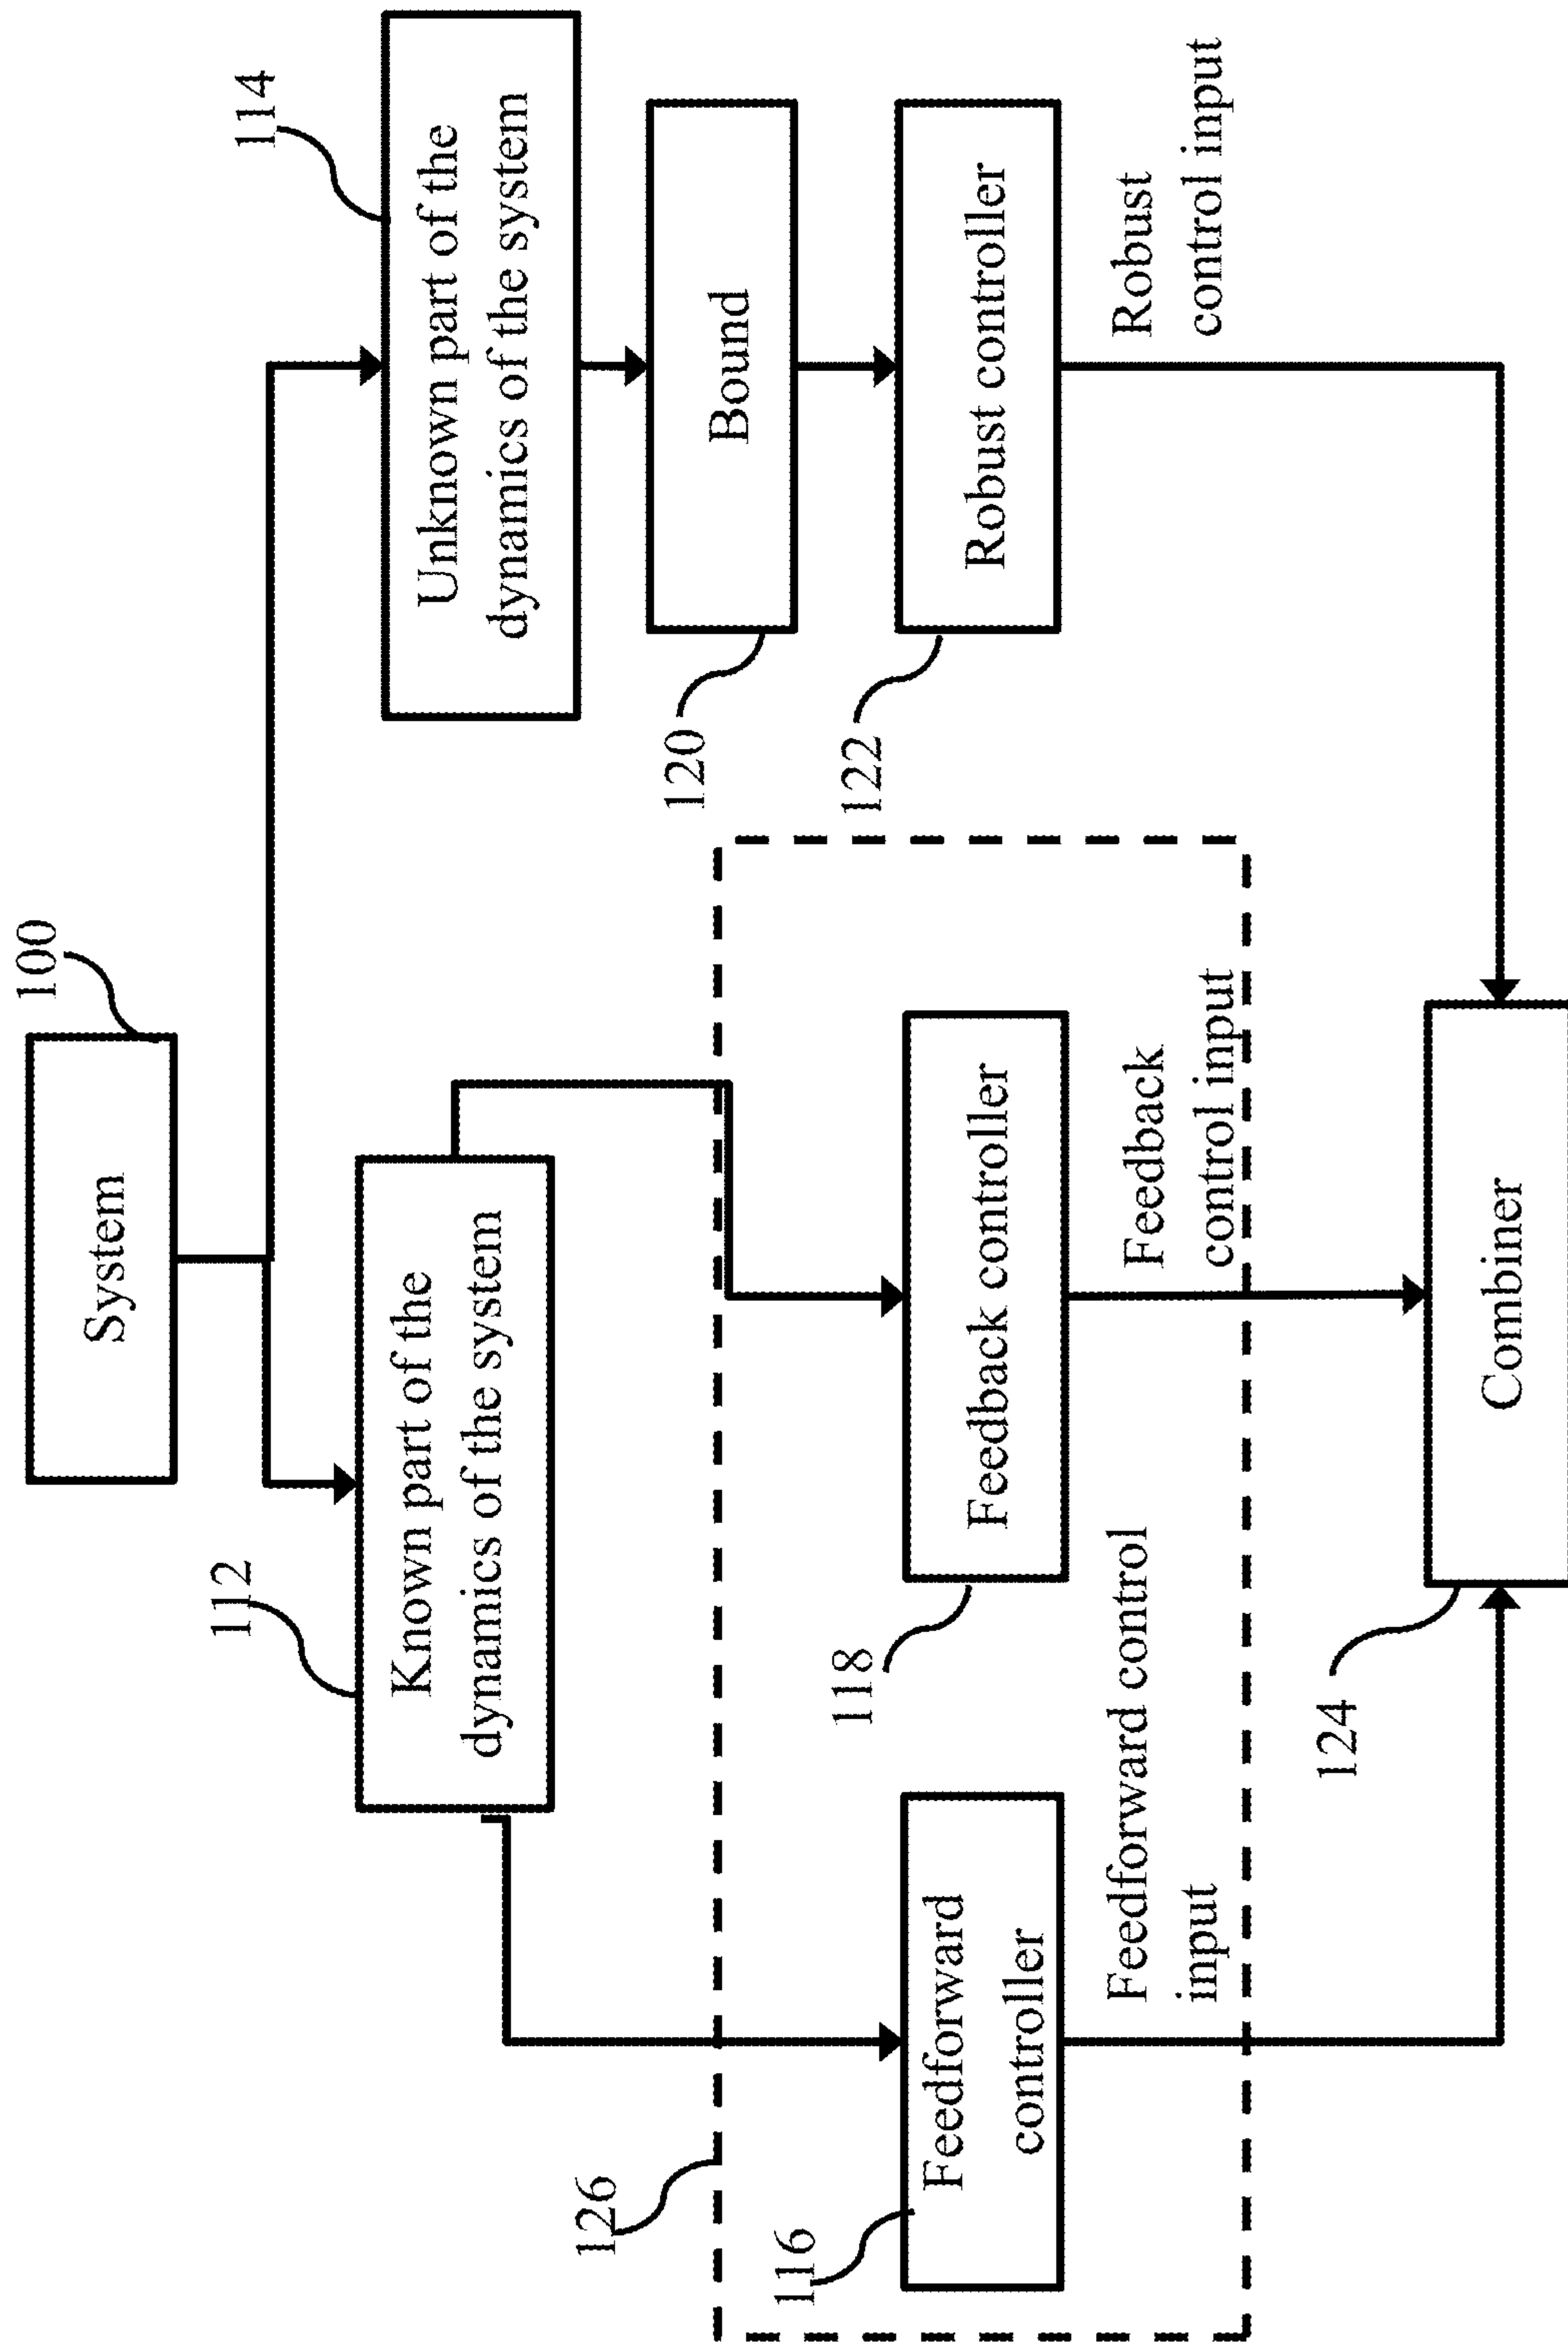 System
100
112
Known part of the
dynamics of the system
114
Unknown part of the
dynamics of the system
120
Bound
126
116
Feedforward
controller
118
Feedback controller
122
Robust controller
Feedforward control
input
Feedback
control input
Robust
control input
124
Combiner